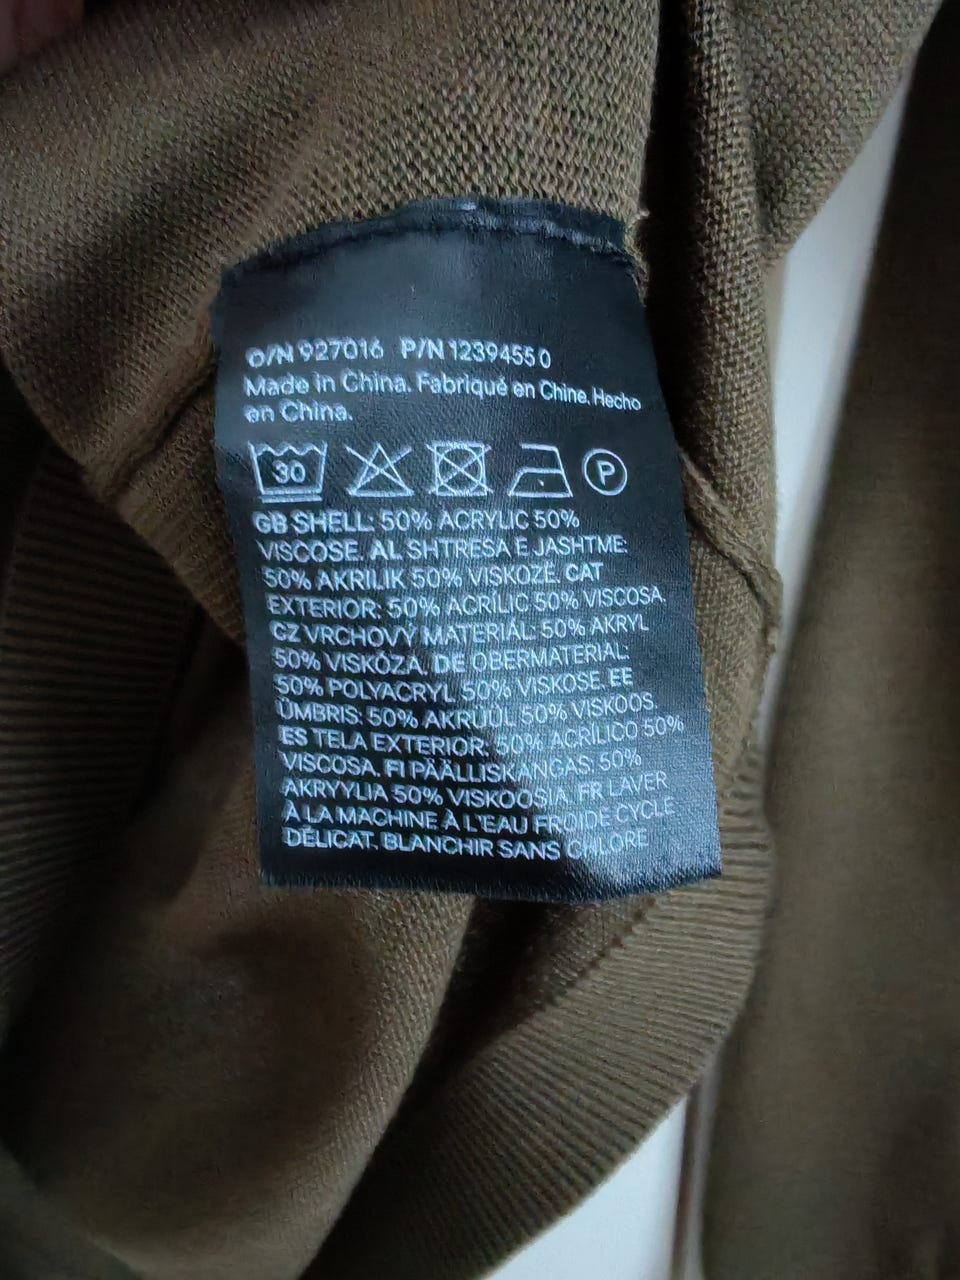 O/N 927016 P/N 12394550
Made in China. Fabriqué en Chine. Hecho
en China.
30 P
GB SHELL: 50% ACRYLIC 50%
VISCOSE. AL SHTRESA E JASHTME:
50% AKRILIK 50% VISKOZË. CAT
EXTERIOR: 50% ACRÍLIC 50% VISCOSA.
CZ VRCHOVÝ MATERIÁL: 50% AKRYL
50% VISKÓZA. DE OBERMATERIAL:
50% POLYACRYL 50% VISKOSE. EE
ÜMBRIS: 50% AKRÜÜL 50% VISKOOS.
ES TELA EXTERIOR: 50% ACRÍLICO 50%
VISCOSA. FI PÄÄLLISKANGAS: 50%
AKRYYLIA 50% VISKOOSIA. FR LAVER
À LA MACHINE À L'EAU FROIDE CYCLE
DÉLICAT. BLANCHIR SANS CHLORE